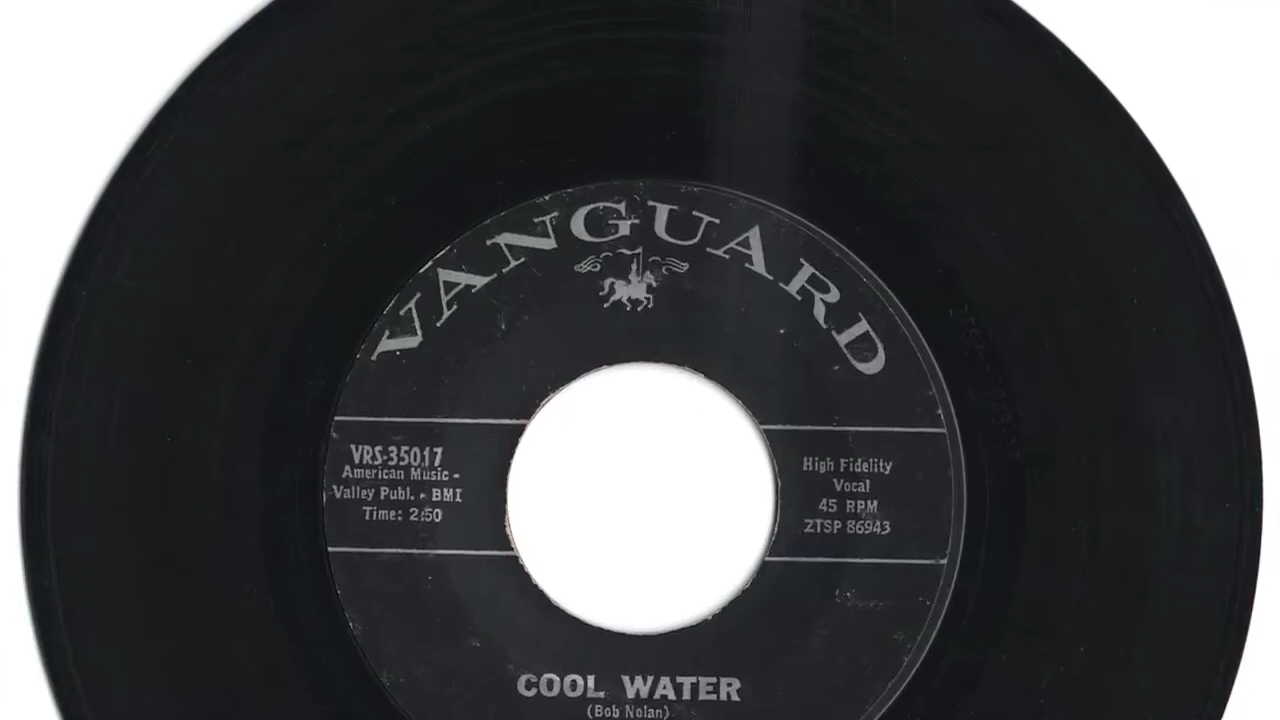 VANGUARD
VRS-35017
American Music -
Valley Publ. - BMI
Time: 2:50
High Fidelity
Vocal
45 RPM
ZTSP 86943
COOL WATER
(Bob Nolan)